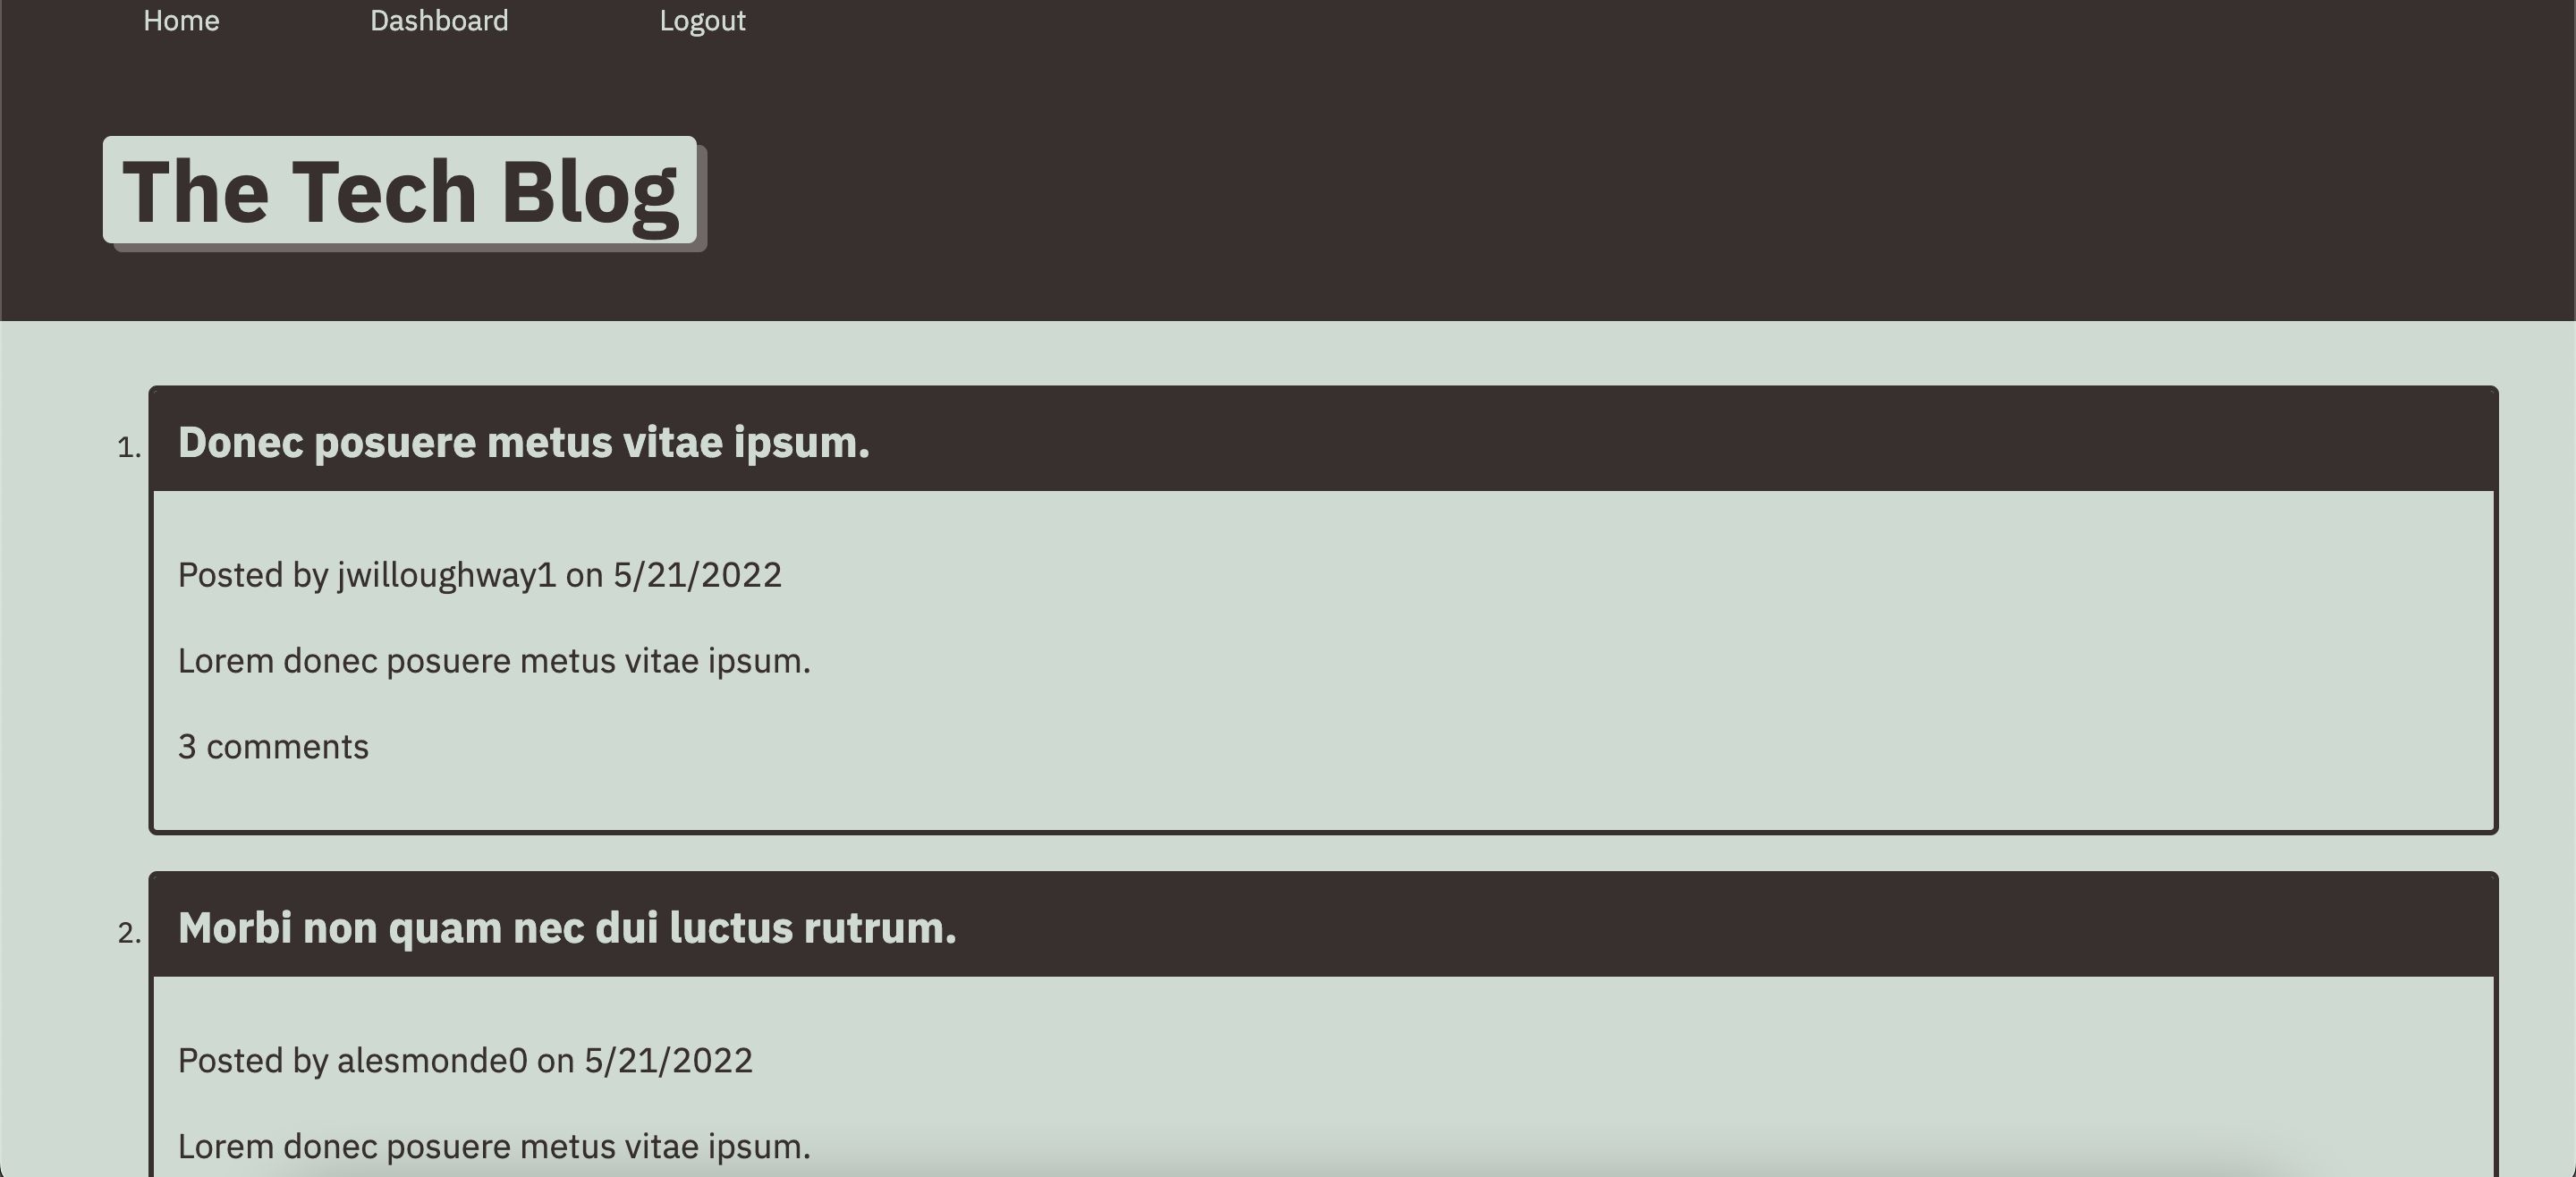 Home Dashboard Logout
The Tech Blog
1. Donec posuere metus vitae ipsum.
Posted by jwilloughway1 on 5/21/2022
Lorem donec posuere metus vitae ipsum.
3 comments
2. Morbi non quam nec dui luctus rutrum.
Posted by alesmonde0 on 5/21/2022
Lorem donec posuere metus vitae ipsum.